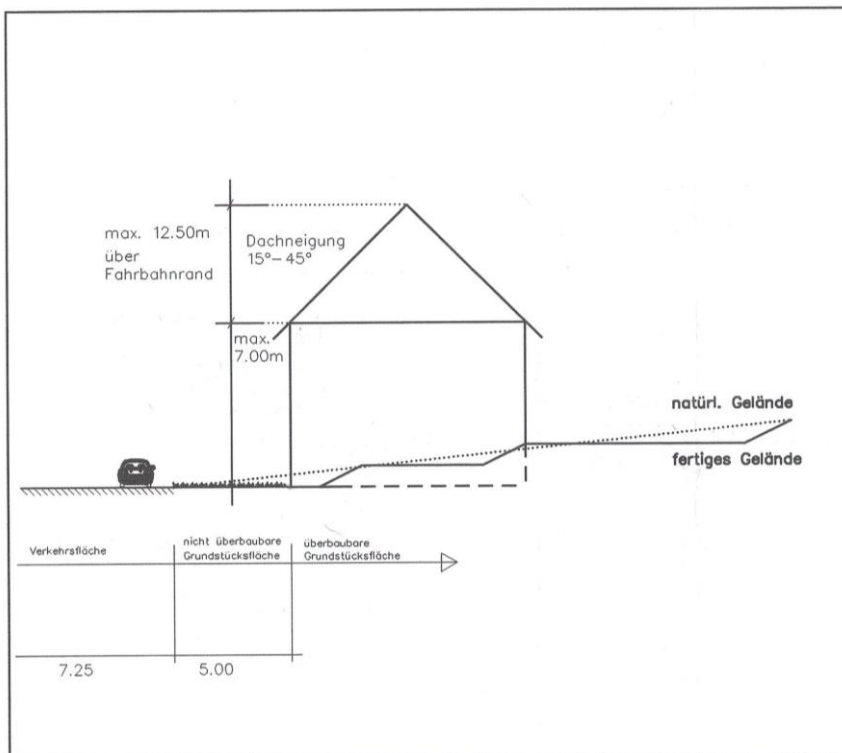 max. 12.50m
über
Fahrbahnrand
Dachneigung
15°–45°
max.
7.00m
natürl. Gelände
fertiges Gelände
Verkehrsfläche
nicht überbaubare
Grundstücksfläche
überbaubare
Grundstücksfläche
7.25
5.00